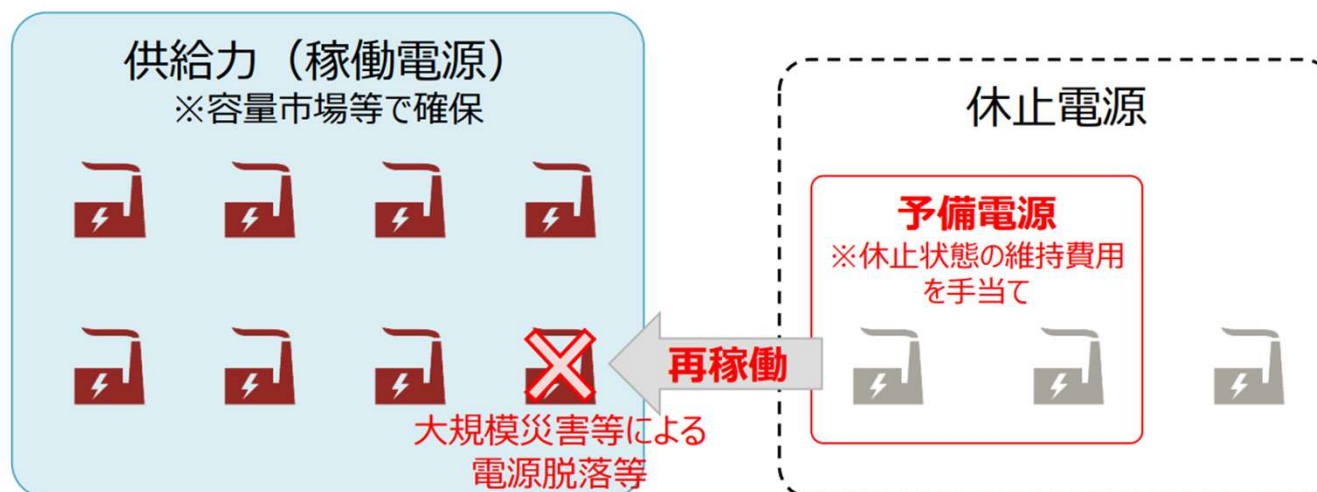 供給力（稼働電源）
※容量市場等で確保
大規模災害等による
電源脱落等
再稼働
休止電源
予備電源
※休止状態の維持費用
を手当て